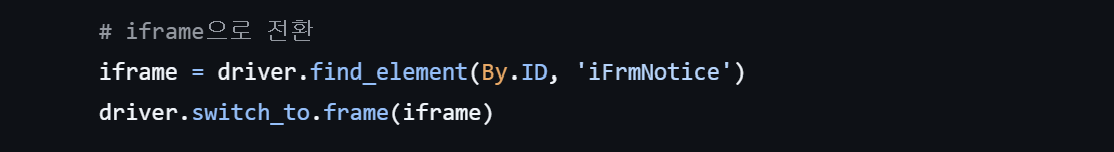 # iframe으로 전환
iframe = driver.find_element(By.ID, 'iFrmNotice')
driver.switch_to.frame(iframe)